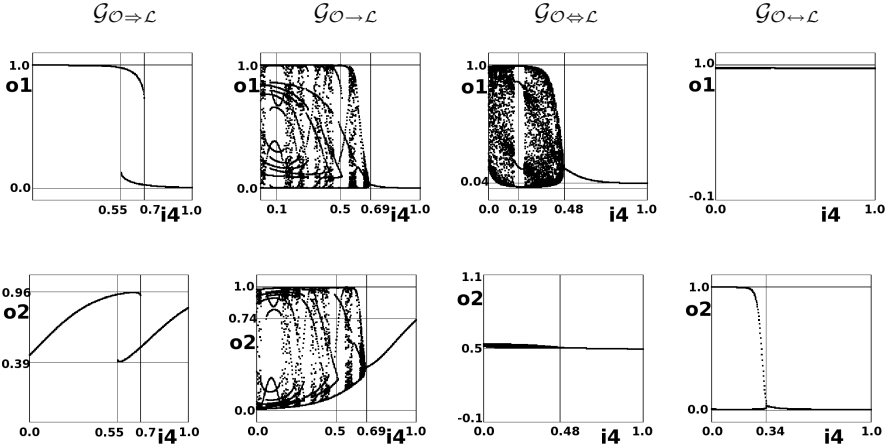 𝒢𝒪⇒ℒ 𝒢𝒪→ℒ 𝒢𝒪⇔ℒ 𝒢𝒪↔ℒ
1.0 1.0 1.0 1.0
o1 o1 o1 o1
0.0 0.0 0.04 -0.1
0.55 0.7 i4 1.0 0.1 0.5 0.69 i4 1.0 0.0 0.19 0.48 i4 1.0 0.0 i4 1.0
0.96 1.0 1.1 1.0
o2 0.74 o2 o2
0.39 o2 0.5
0.0 -0.1 0.0
0.0 0.55 0.7 i4 1.0 0.0 0.5 0.69 i4 1.0 0.0 0.48 i4 1.0 0.0 0.34 i4 1.0